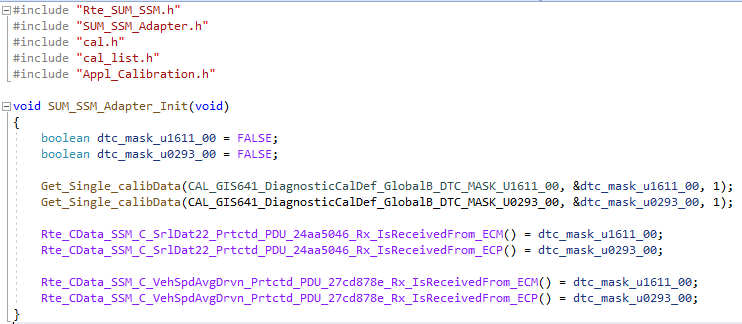 #include "Rte_SUM_SSM.h"
#include "SUM_SSM_Adapter.h"
#include "cal.h"
#include "cal_list.h"
#include "Appl_Calibration.h"

void SUM_SSM_Adapter_Init(void)
{
    boolean dtc_mask_u1611_00 = FALSE;
    boolean dtc_mask_u0293_00 = FALSE;

    Get_Single_calibData(CAL_GIS641_DiagnosticCalDef_GlobalB_DTC_MASK_U1611_00, &dtc_mask_u1611_00, 1);
    Get_Single_calibData(CAL_GIS641_DiagnosticCalDef_GlobalB_DTC_MASK_U0293_00, &dtc_mask_u0293_00, 1);

    Rte_CData_SSM_C_SrlDat22_Prtctd_PDU_24aa5046_Rx_IsReceivedFrom_ECM() = dtc_mask_u1611_00;
    Rte_CData_SSM_C_SrlDat22_Prtctd_PDU_24aa5046_Rx_IsReceivedFrom_ECP() = dtc_mask_u0293_00;

    Rte_CData_SSM_C_VehSpdAvgDrvn_Prtctd_PDU_27cd878e_Rx_IsReceivedFrom_ECM() = dtc_mask_u1611_00;
    Rte_CData_SSM_C_VehSpdAvgDrvn_Prtctd_PDU_27cd878e_Rx_IsReceivedFrom_ECP() = dtc_mask_u0293_00;
}